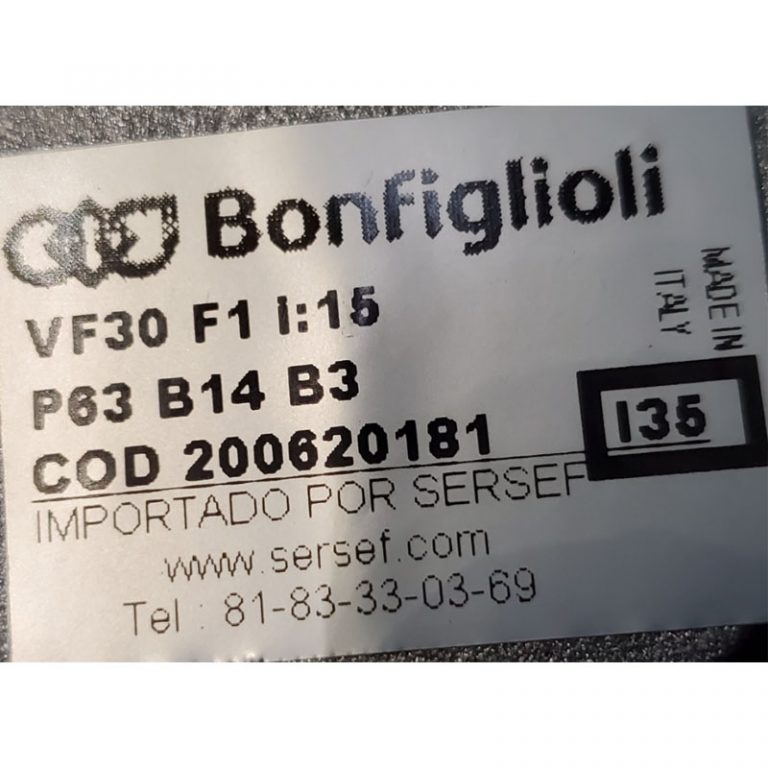 Bonfiglioli
MADE IN
ITALY
VF30 F1 I:15
P63 B14 B3
I35
COD 200620181
IMPORTADO POR SERSEF
www.sersef.com
Tel : 81-83-33-03-69